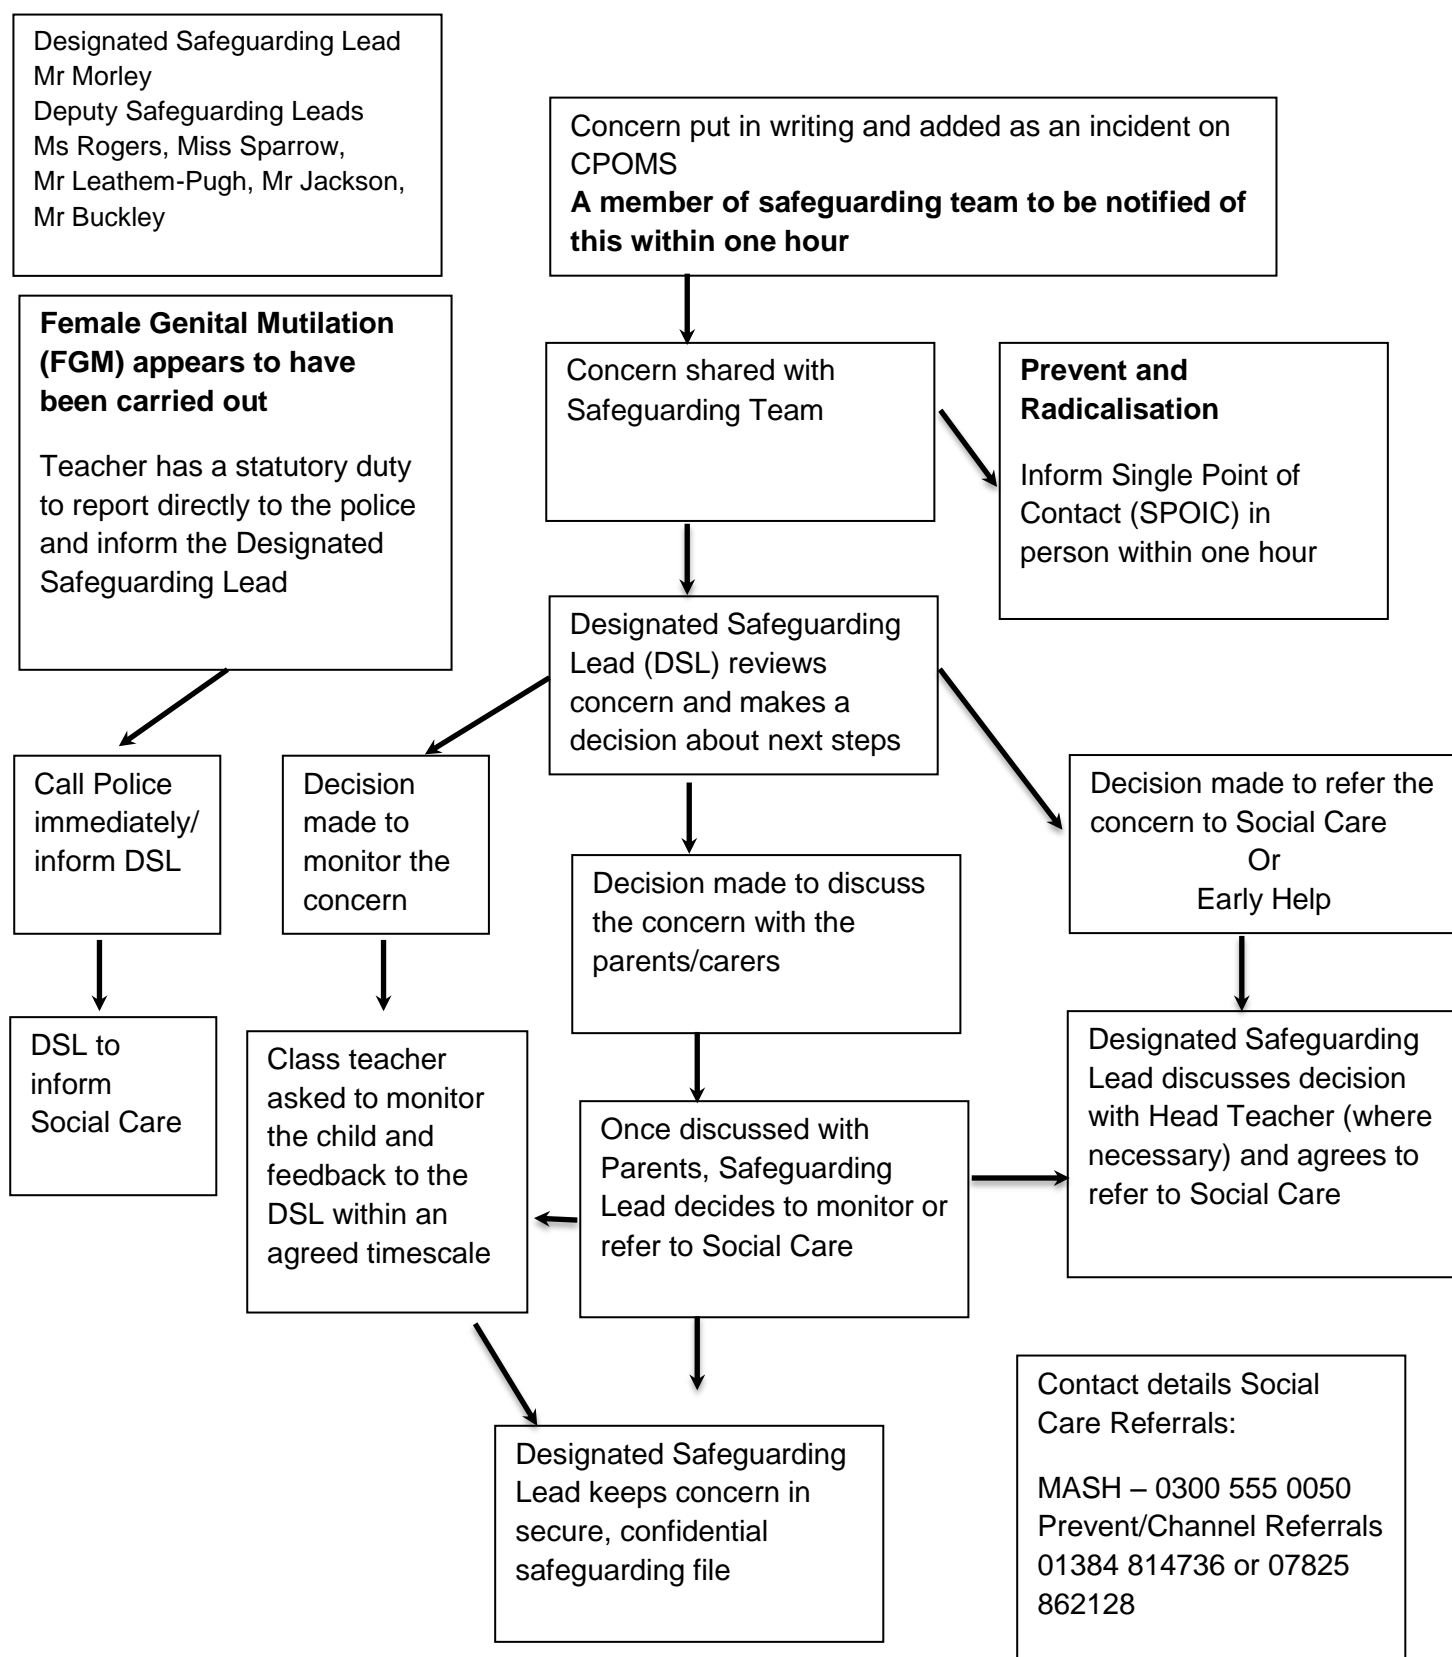 Designated Safeguarding Lead
Mr Morley
Deputy Safeguarding Leads
Ms Rogers, Miss Sparrow,
Mr Leathem-Pugh, Mr Jackson,
Mr Buckley
Concern put in writing and added as an incident on
CPOMS
A member of safeguarding team to be notified of
this within one hour
Female Genital Mutilation
(FGM) appears to have
been carried out
Teacher has a statutory duty
to report directly to the police
and inform the Designated
Safeguarding Lead
Concern shared with
Safeguarding Team
Prevent and
Radicalisation
Inform Single Point of
Contact (SPOIC) in
person within one hour
Designated Safeguarding
Lead (DSL) reviews
concern and makes a
decision about next steps
Call Police
immediately/
inform DSL
Decision
made to
monitor the
concern
Decision made to discuss
the concern with the
parents/carers
Decision made to refer the
concern to Social Care
Or
Early Help
DSL to
inform
Social Care
Class teacher
asked to monitor
the child and
feedback to the
DSL within an
agreed timescale
Once discussed with
Parents, Safeguarding
Lead decides to monitor or
refer to Social Care
Designated Safeguarding
Lead discusses decision
with Head Teacher (where
necessary) and agrees to
refer to Social Care
Designated Safeguarding
Lead keeps concern in
secure, confidential
safeguarding file
Contact details Social
Care Referrals:
MASH – 0300 555 0050
Prevent/Channel Referrals
01384 814736 or 07825
862128